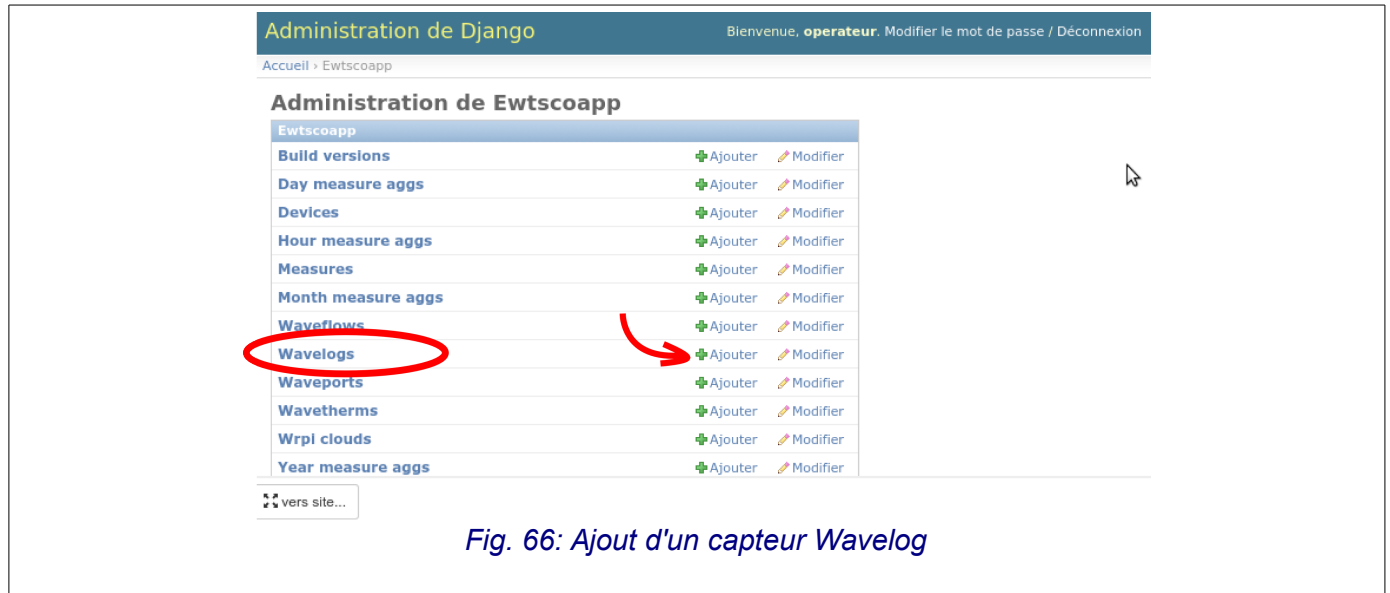 Administration de Django
Bienvenue, operateur. Modifier le mot de passe / Déconnexion
Accueil › Ewtscoapp
Administration de Ewtscoapp
Ewtscoapp
Build versions Ajouter Modifier
Day measure aggs Ajouter Modifier
Devices Ajouter Modifier
Hour measure aggs Ajouter Modifier
Measures Ajouter Modifier
Month measure aggs Ajouter Modifier
Waveflows Ajouter Modifier
Wavelogs Ajouter Modifier
Waveports Ajouter Modifier
Wavetherms Ajouter Modifier
Wrpi clouds Ajouter Modifier
Year measure aggs Ajouter Modifier
vers site...
Fig. 66: Ajout d'un capteur Wavelog